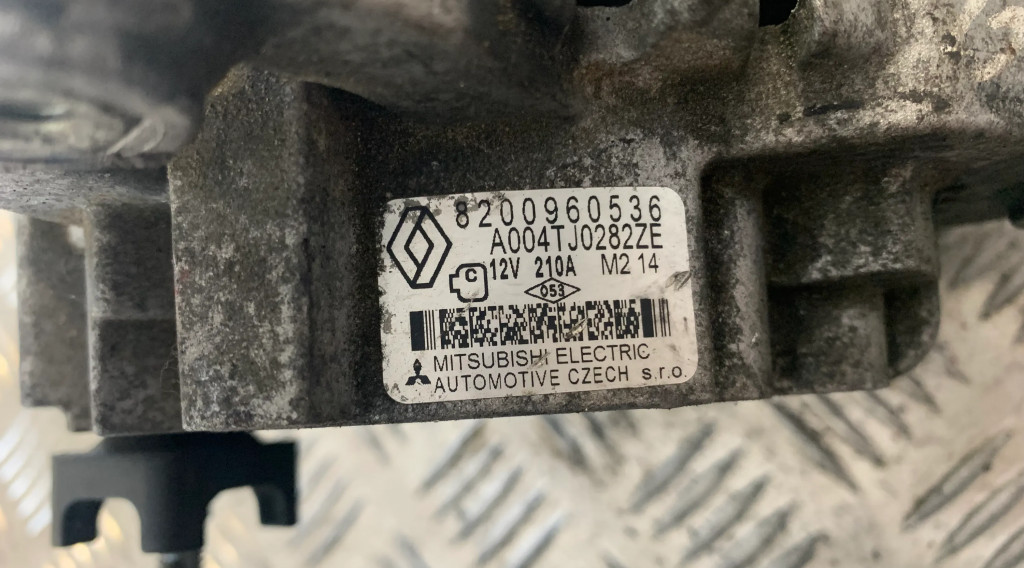 8200960536
A004TJ0282ZE
12V 210A M2 14
C
053
MITSUBISHI ELECTRIC
AUTOMOTIVE CZECH s.r.o.